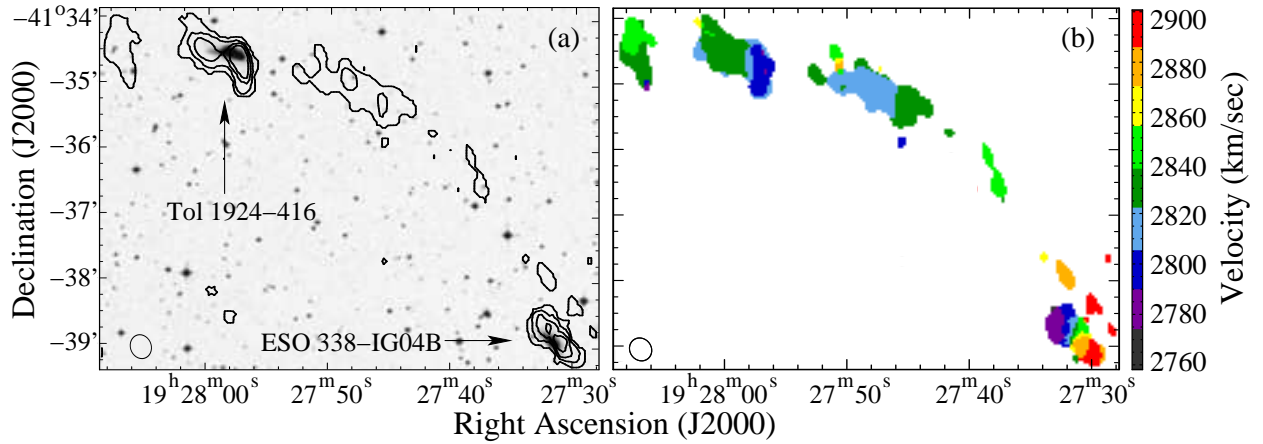 (a)
(b)
−41°34’
−35’
−36’
−37’
−38’
−39’
Declination (J2000)
Tol 1924−416
ESO 338−IG04B
19h28m00s
27m50s
27m40s
27m30s
19h28m00s
27m50s
27m40s
27m30s
Right Ascension (J2000)
2900
2880
2860
2840
2820
2800
2780
2760
Velocity (km/sec)